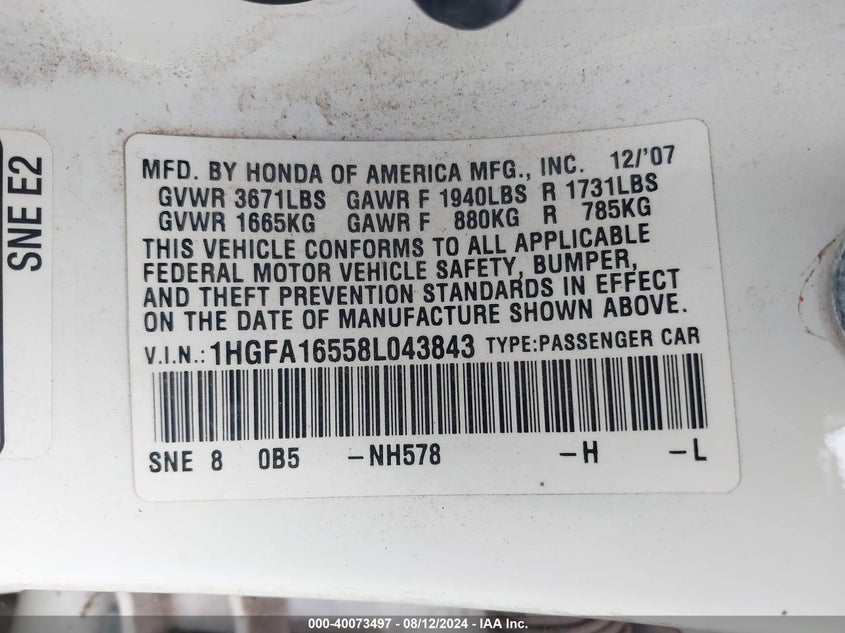 SNE E2
MFD. BY HONDA OF AMERICA MFG., INC. 12/'07
GVWR 3671LBS GAWR F 1940LBS R 1731LBS
GVWR 1665KG GAWR F 880KG R 785KG
THIS VEHICLE CONFORMS TO ALL APPLICABLE
FEDERAL MOTOR VEHICLE SAFETY, BUMPER,
AND THEFT PREVENTION STANDARDS IN EFFECT
ON THE DATE OF MANUFACTURE SHOWN ABOVE.
V.I.N.: 1HGFA16558L043843 TYPE:PASSENGER CAR
SNE 8 0B5 -NH578 -H -L
000-40073497 - 08/12/2024 - IAA Inc.